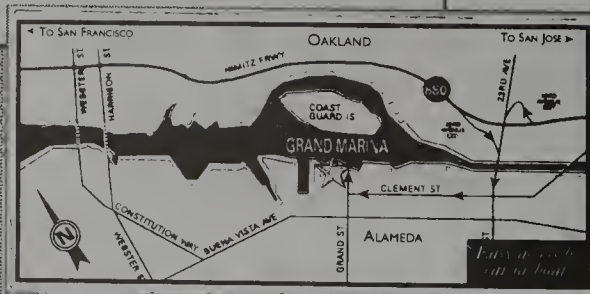 ◄ TO SAN FRANCISCO
OAKLAND
TO SAN JOSE ►
WEBSTER ST
HARRISON ST
NIMITZ FRWY
880
23RD AVE
COAST
GUARD IS
GRAND MARINA
CLEMENT ST
CONSTITUTION WAY
BUENA VISTA AVE
WEBSTER S
GRAND ST
ALAMEDA
ST
N